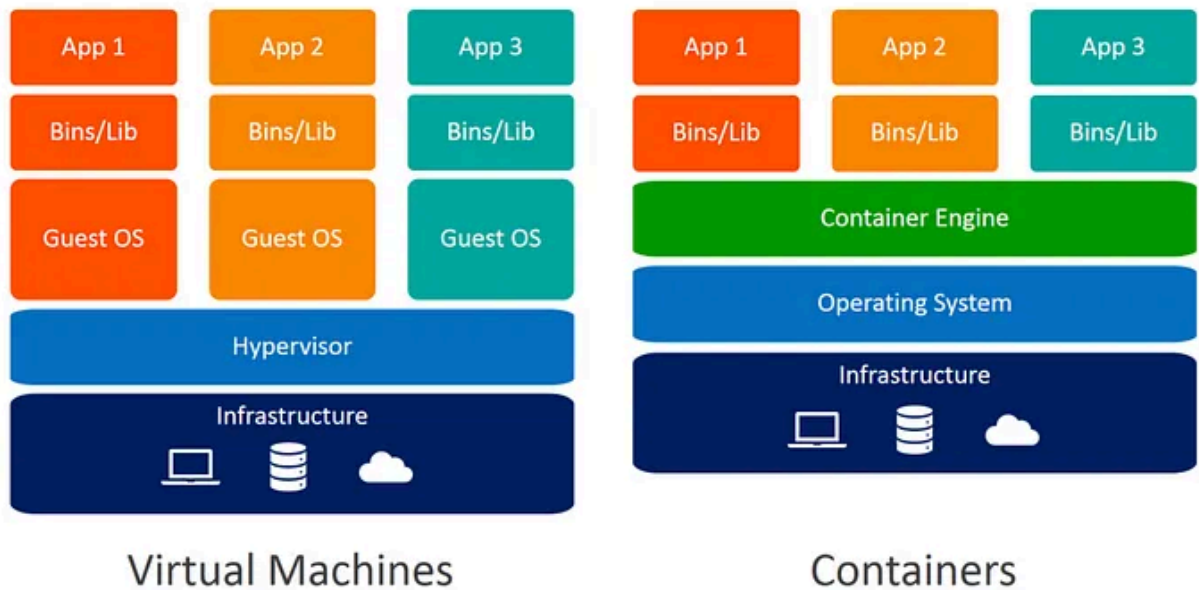 App 1
App 2
App 3
Bins/Lib
Bins/Lib
Bins/Lib
Guest OS
Guest OS
Guest OS
Hypervisor
Infrastructure
Virtual Machines
App 1
App 2
App 3
Bins/Lib
Bins/Lib
Bins/Lib
Container Engine
Operating System
Infrastructure
Containers